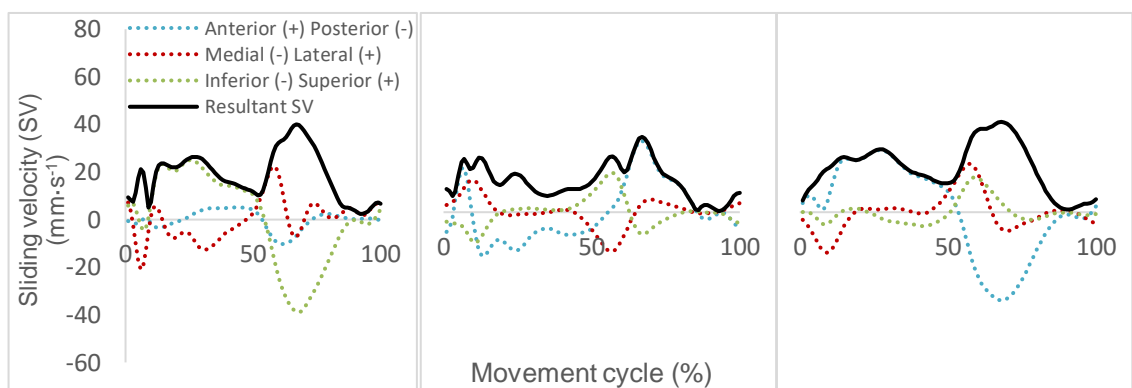 80
60
40
20
0
-20
-40
-60
Sliding velocity (SV)
(mm·s⁻¹)
Anterior (+) Posterior (-)
Medial (-) Lateral (+)
Inferior (-) Superior (+)
Resultant SV
0 50 100
0 50 100
0 50 100
Movement cycle (%)